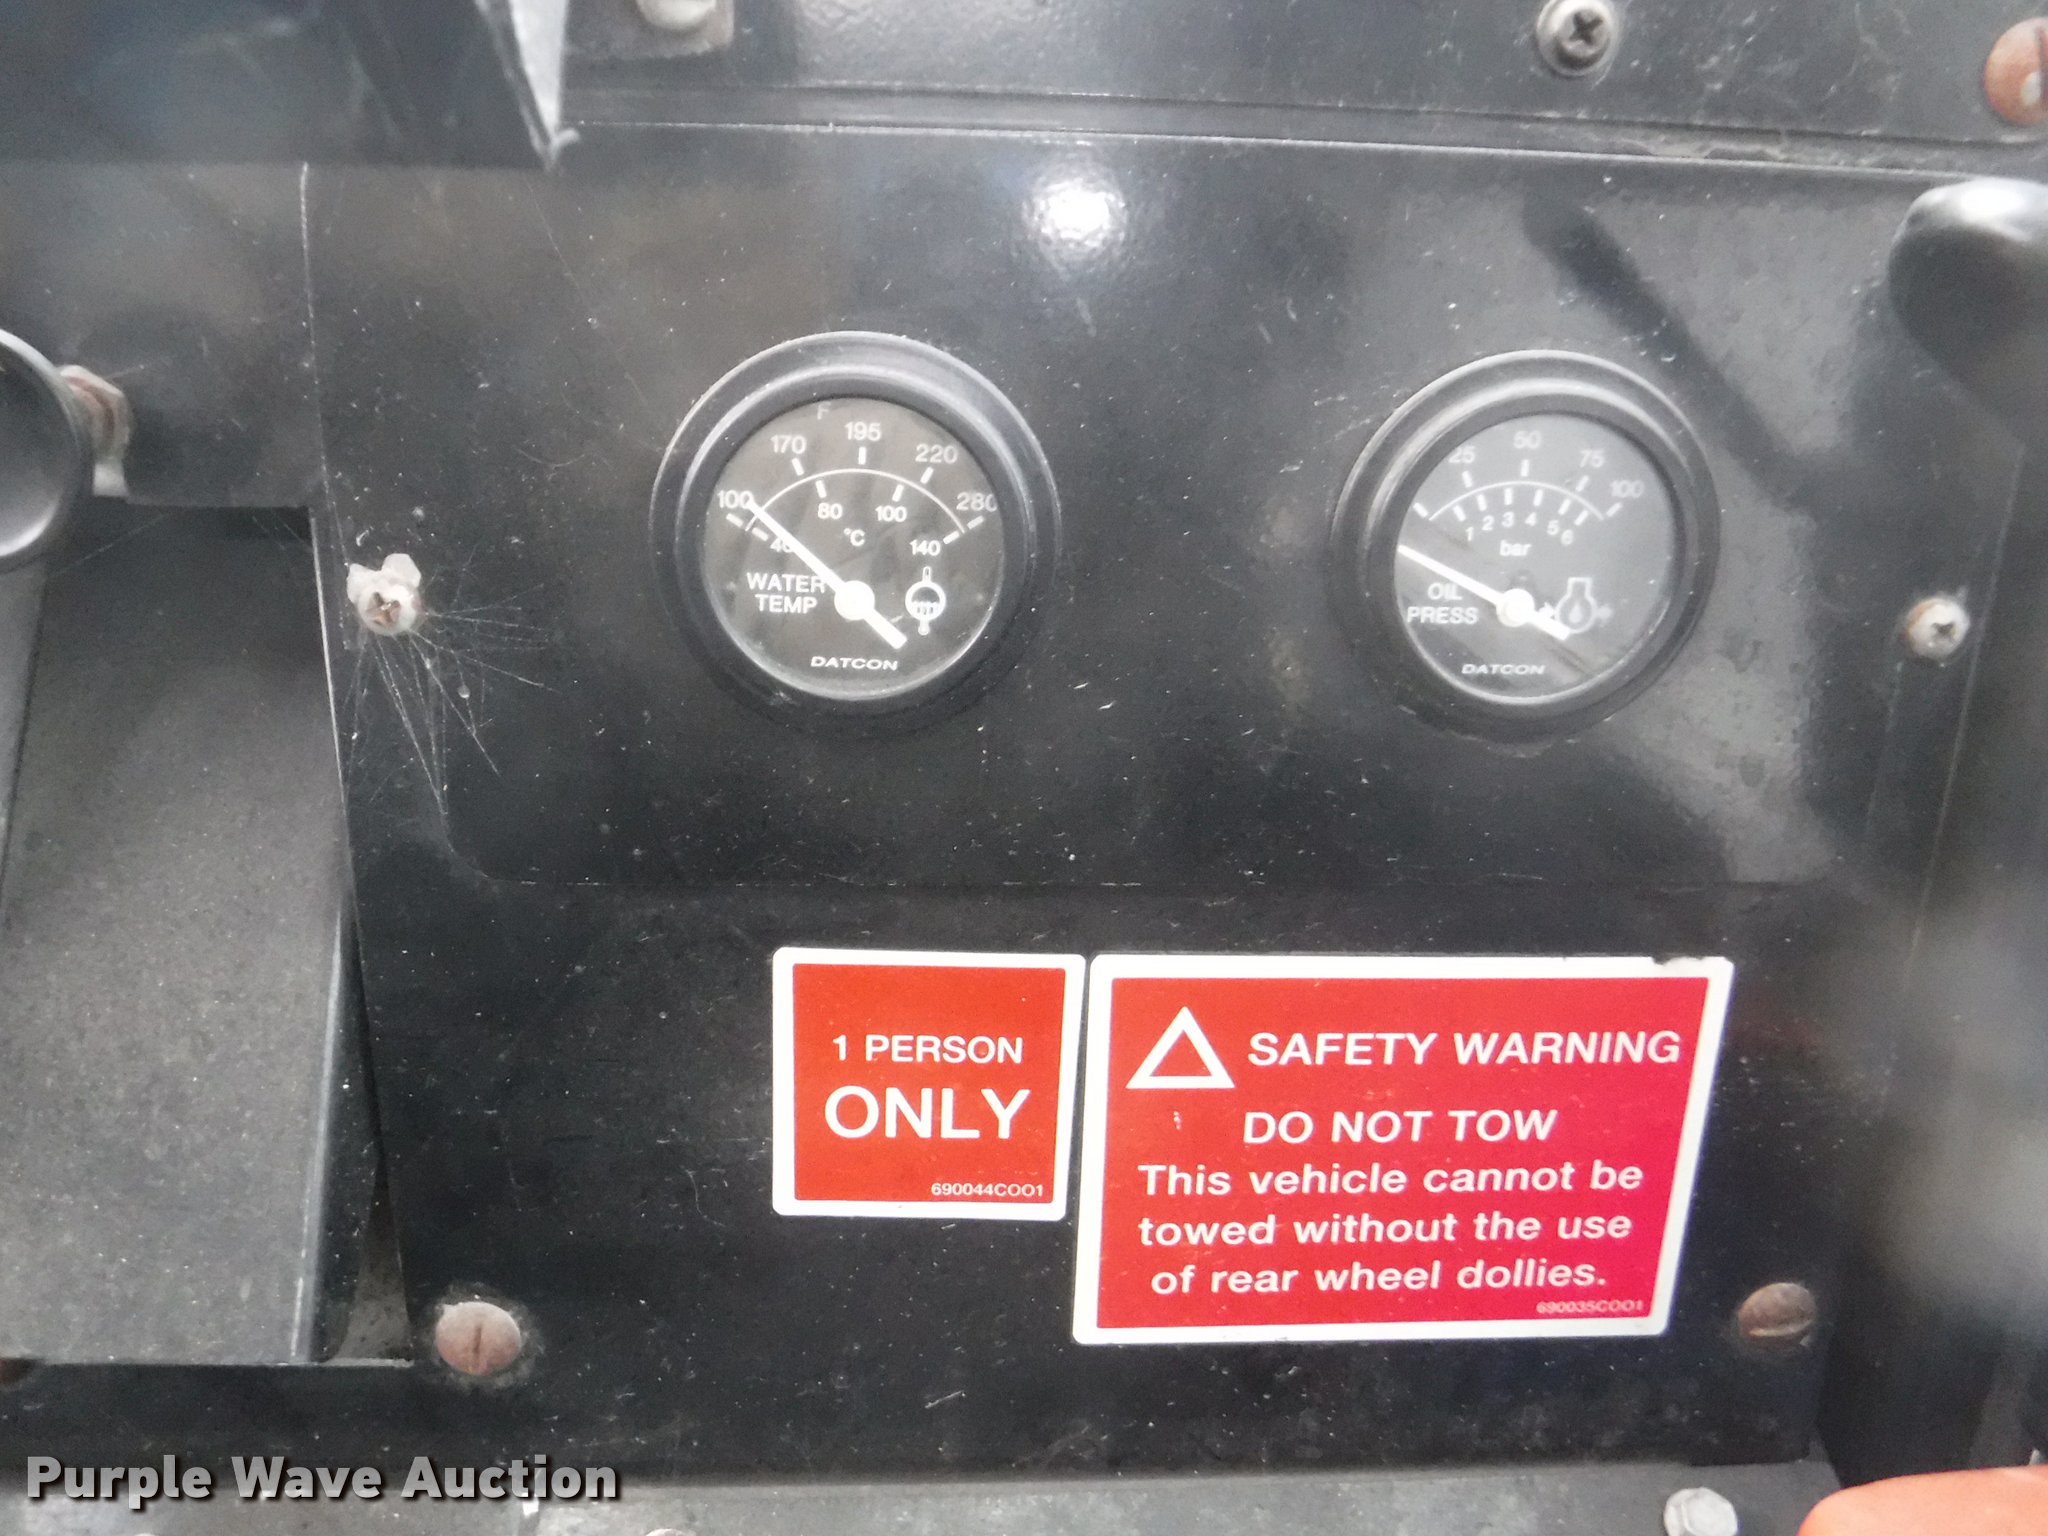 F
170 195 220
100 280
80 100
°C
140
WATER
TEMP
DATCON
25 50 75 100
1 2 3 4 5 6
bar
OIL
PRESS
DATCON
1 PERSON
ONLY
690044C001
SAFETY WARNING
DO NOT TOW
This vehicle cannot be
towed without the use
of rear wheel dollies.
690035C001
Purple Wave Auction